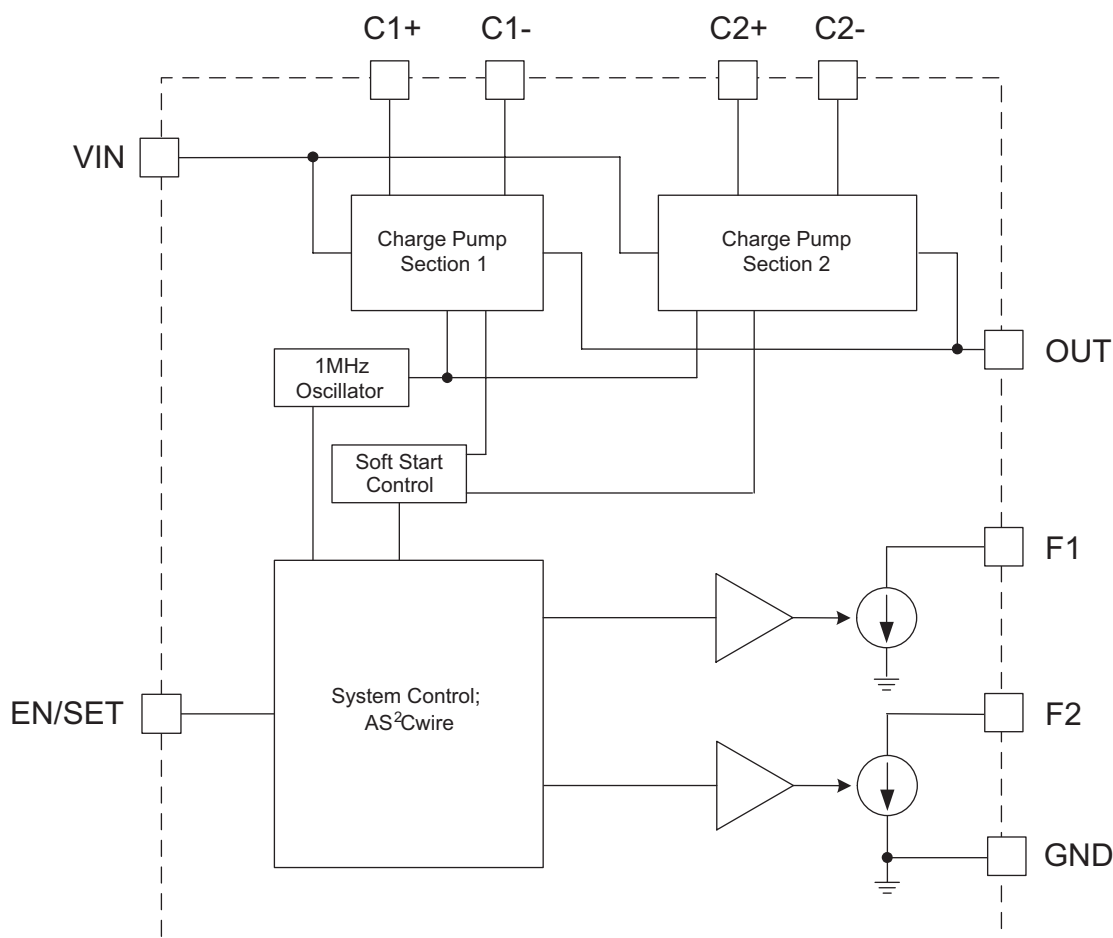 C1+ C1- C2+ C2-
VIN
Charge Pump
Section 1
Charge Pump
Section 2
OUT
1MHz
Oscillator
Soft Start
Control
F1
System Control;
AS²Cwire
EN/SET
F2
GND